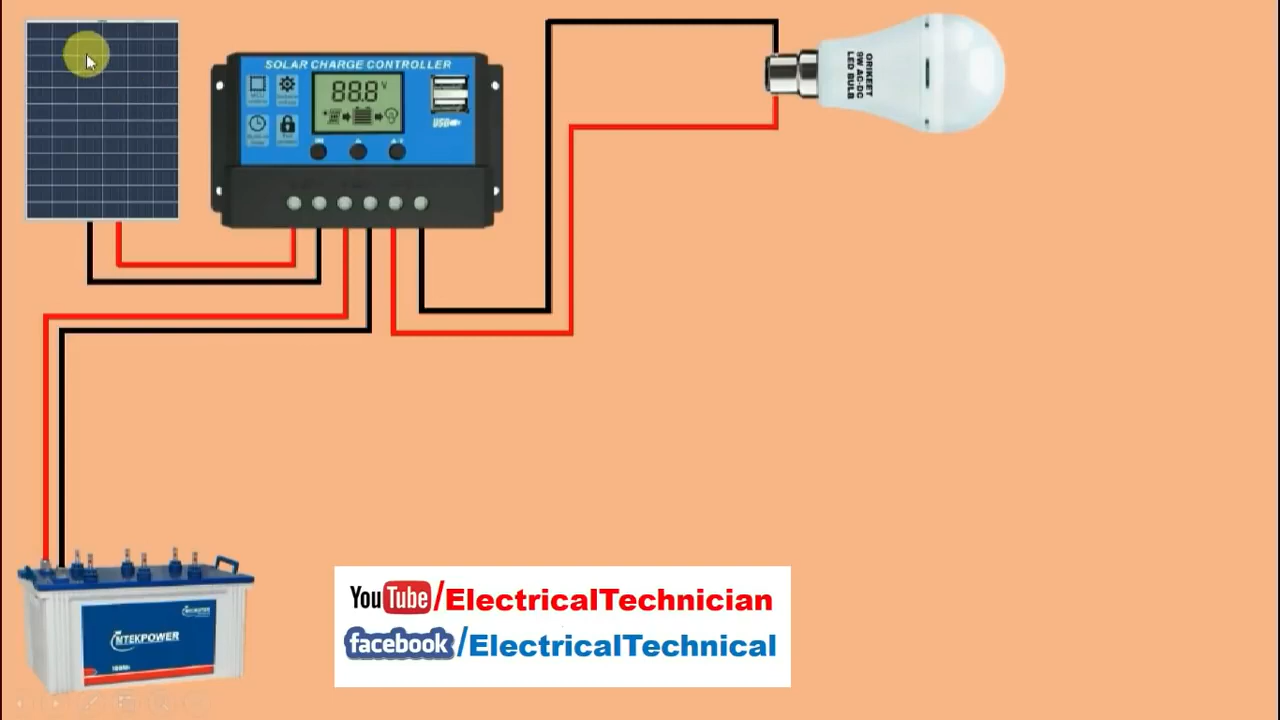 SOLAR CHARGE CONTROLLER
88.8 V
USB
ORIKEET
9W AC-DC
LED BULB
NTEKPOWER
YouTube/ElectricalTechnician
facebook/ElectricalTechnical